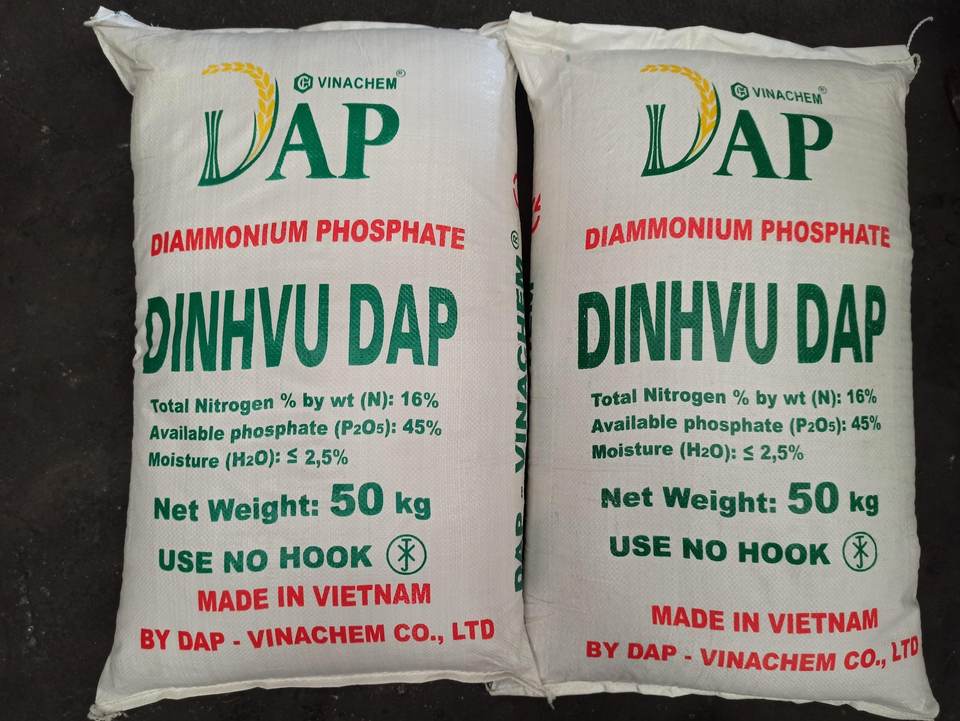 VINACHEM®
DAP
DIAMMONIUM PHOSPHATE
DINHVU DAP
Total Nitrogen % by wt (N): 16%
Available phosphate (P2O5): 45%
Moisture (H2O): ≤ 2,5%
Net Weight: 50 kg
USE NO HOOK
MADE IN VIETNAM
BY DAP - VINACHEM CO., LTD
DAP - VINACHEM®
VINACHEM®
DAP
DIAMMONIUM PHOSPHATE
DINHVU DAP
Total Nitrogen % by wt (N): 16%
Available phosphate (P2O5): 45%
Moisture (H2O): ≤ 2,5%
Net Weight: 50 kg
USE NO HOOK
MADE IN VIETNAM
BY DAP - VINACHEM CO., LTD